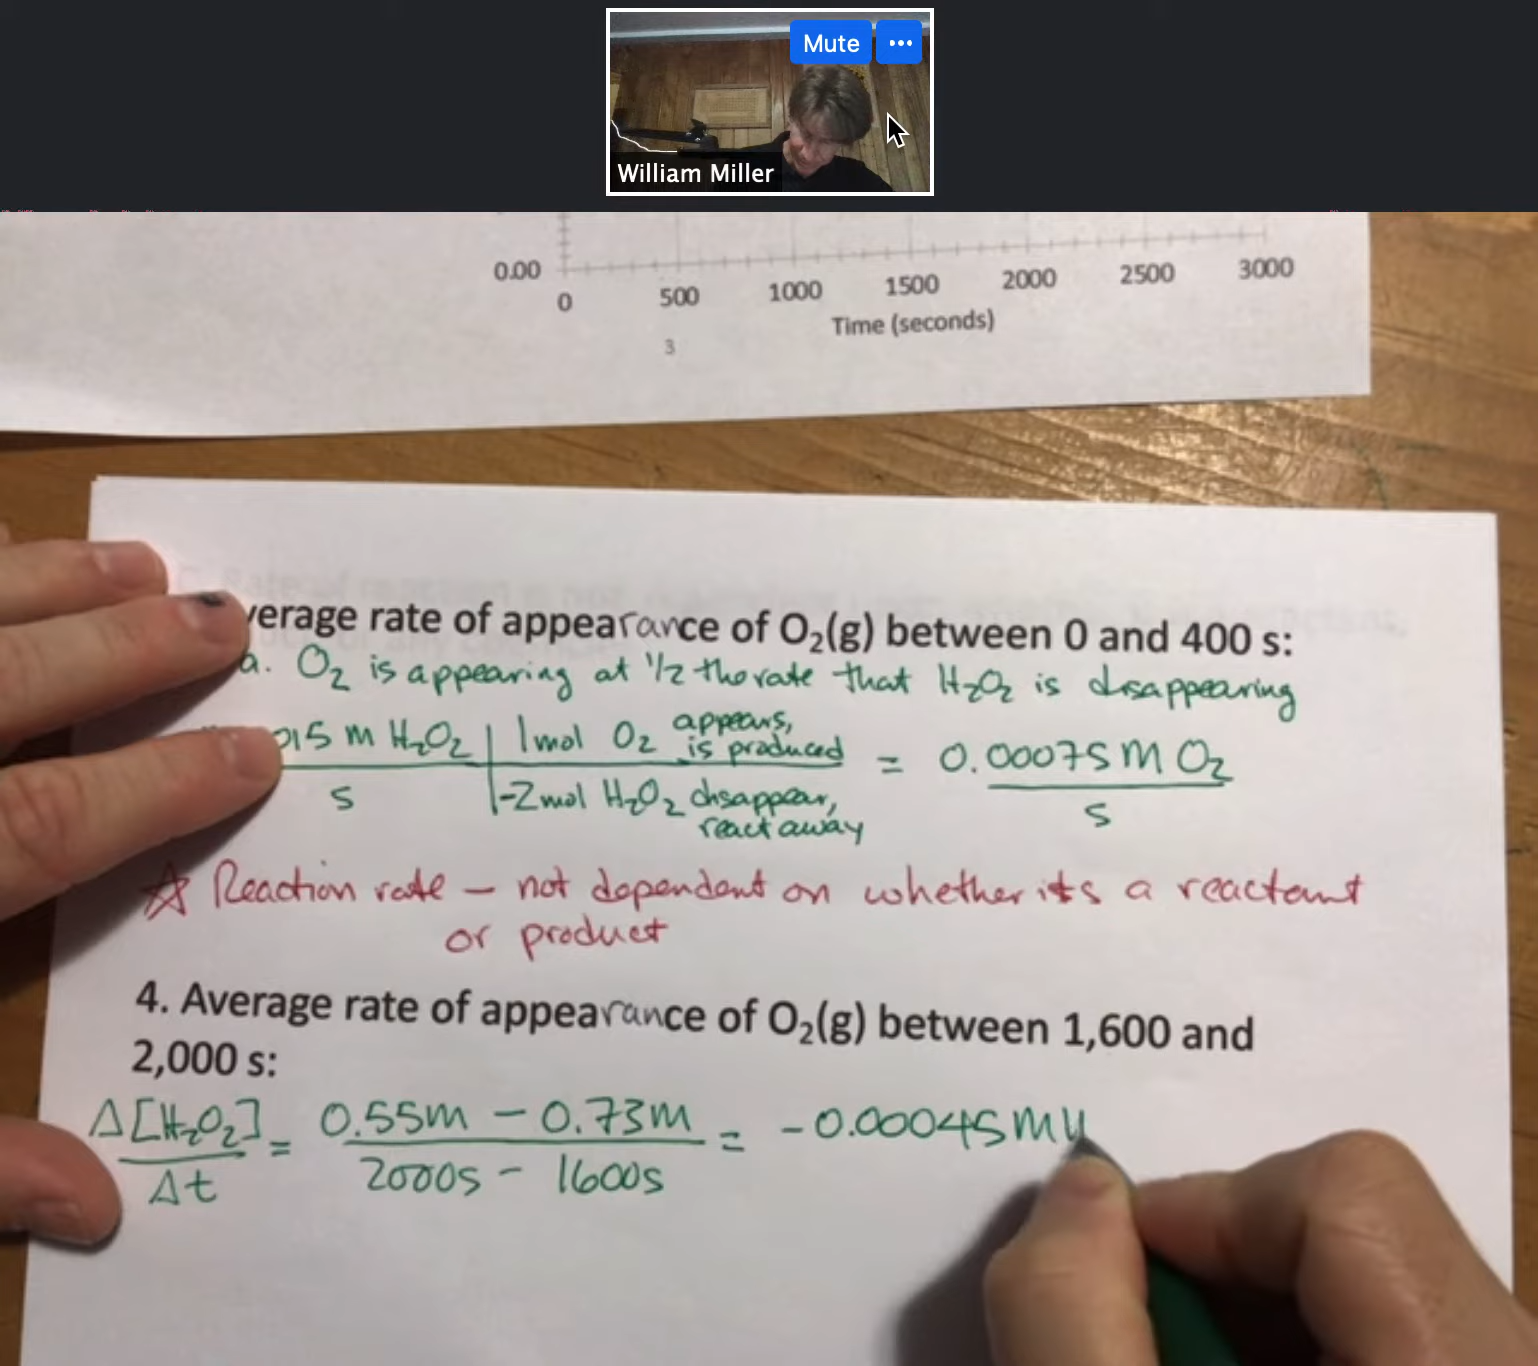 Mute
William Miller
0.00
0 500 1000 1500 2000 2500 3000
Time (seconds)
3
verage rate of appearance of O₂(g) between 0 and 400 s:
a. O₂ is appearing at 1/2 the rate that H₂O₂ is disappearing
015 M H₂O₂ | 1 mol O₂ appears, is produced = 0.00075 M O₂
s | -2 mol H₂O₂ disappear, react away s
☆ Reaction rate – not dependent on whether it's a reactant
or product
4. Average rate of appearance of O₂(g) between 1,600 and
2,000 s:
Δ[H₂O₂] = 0.55M – 0.73M = -0.00045 M
Δt 2000s – 1600s